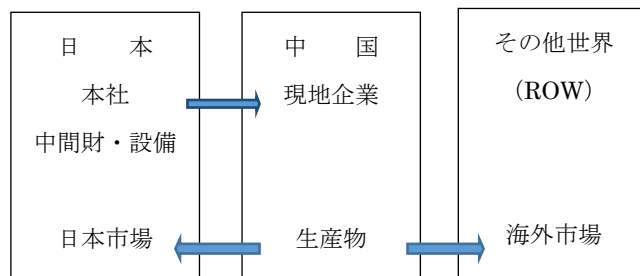 日　　本
本社
中間財・設備
日本市場
中　　国
現地企業
生産物
その他世界
(ROW)
海外市場